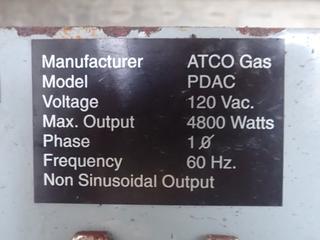 Manufacturer ATCO Gas
Model PDAC
Voltage 120 Vac.
Max. Output 4800 Watts
Phase 1 Ø
Frequency 60 Hz.
Non Sinusoidal Output